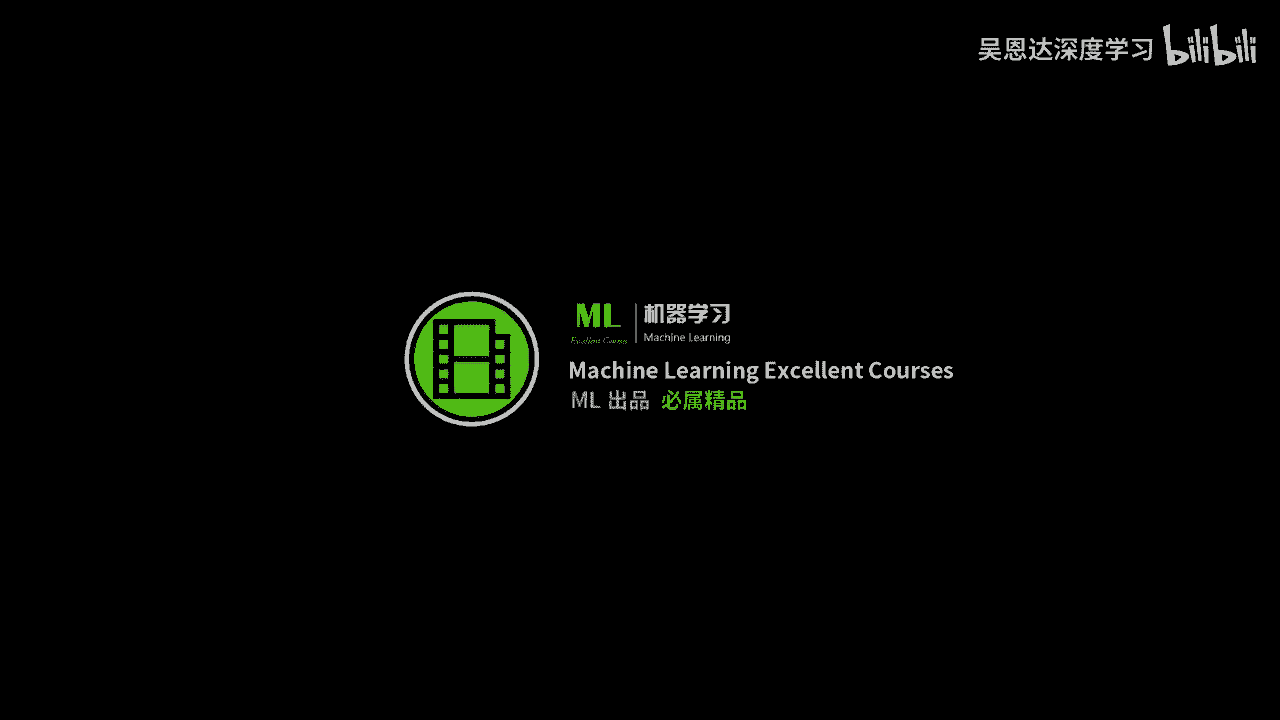 吴恩达深度学习 bilibili
ML 机器学习
Excellent Courses Machine Learning
Machine Learning Excellent Courses
ML 出品 必属精品